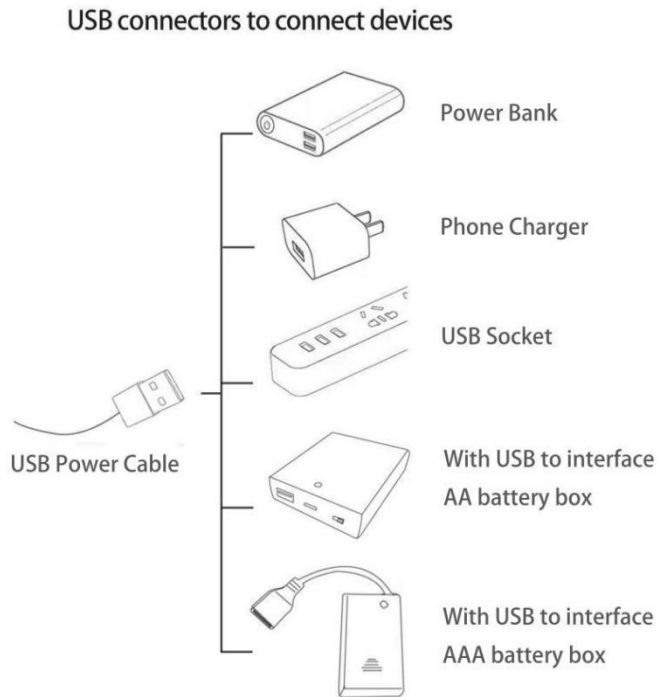 USB connectors to connect devices
Power Bank
Phone Charger
USB Socket
USB Power Cable
With USB to interface
AA battery box
With USB to interface
AAA battery box